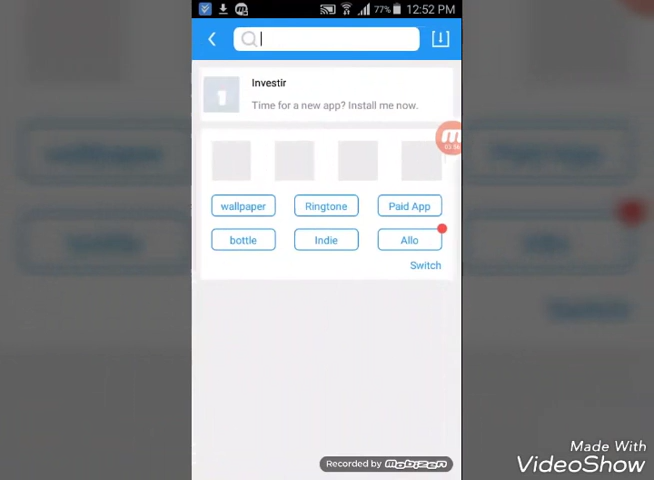 77% 12:52 PM
Investir
Time for a new app? Install me now.
wallpaper Ringtone Paid App
bottle Indie Allo
Switch
Recorded by mobizen
Made With
VideoShow